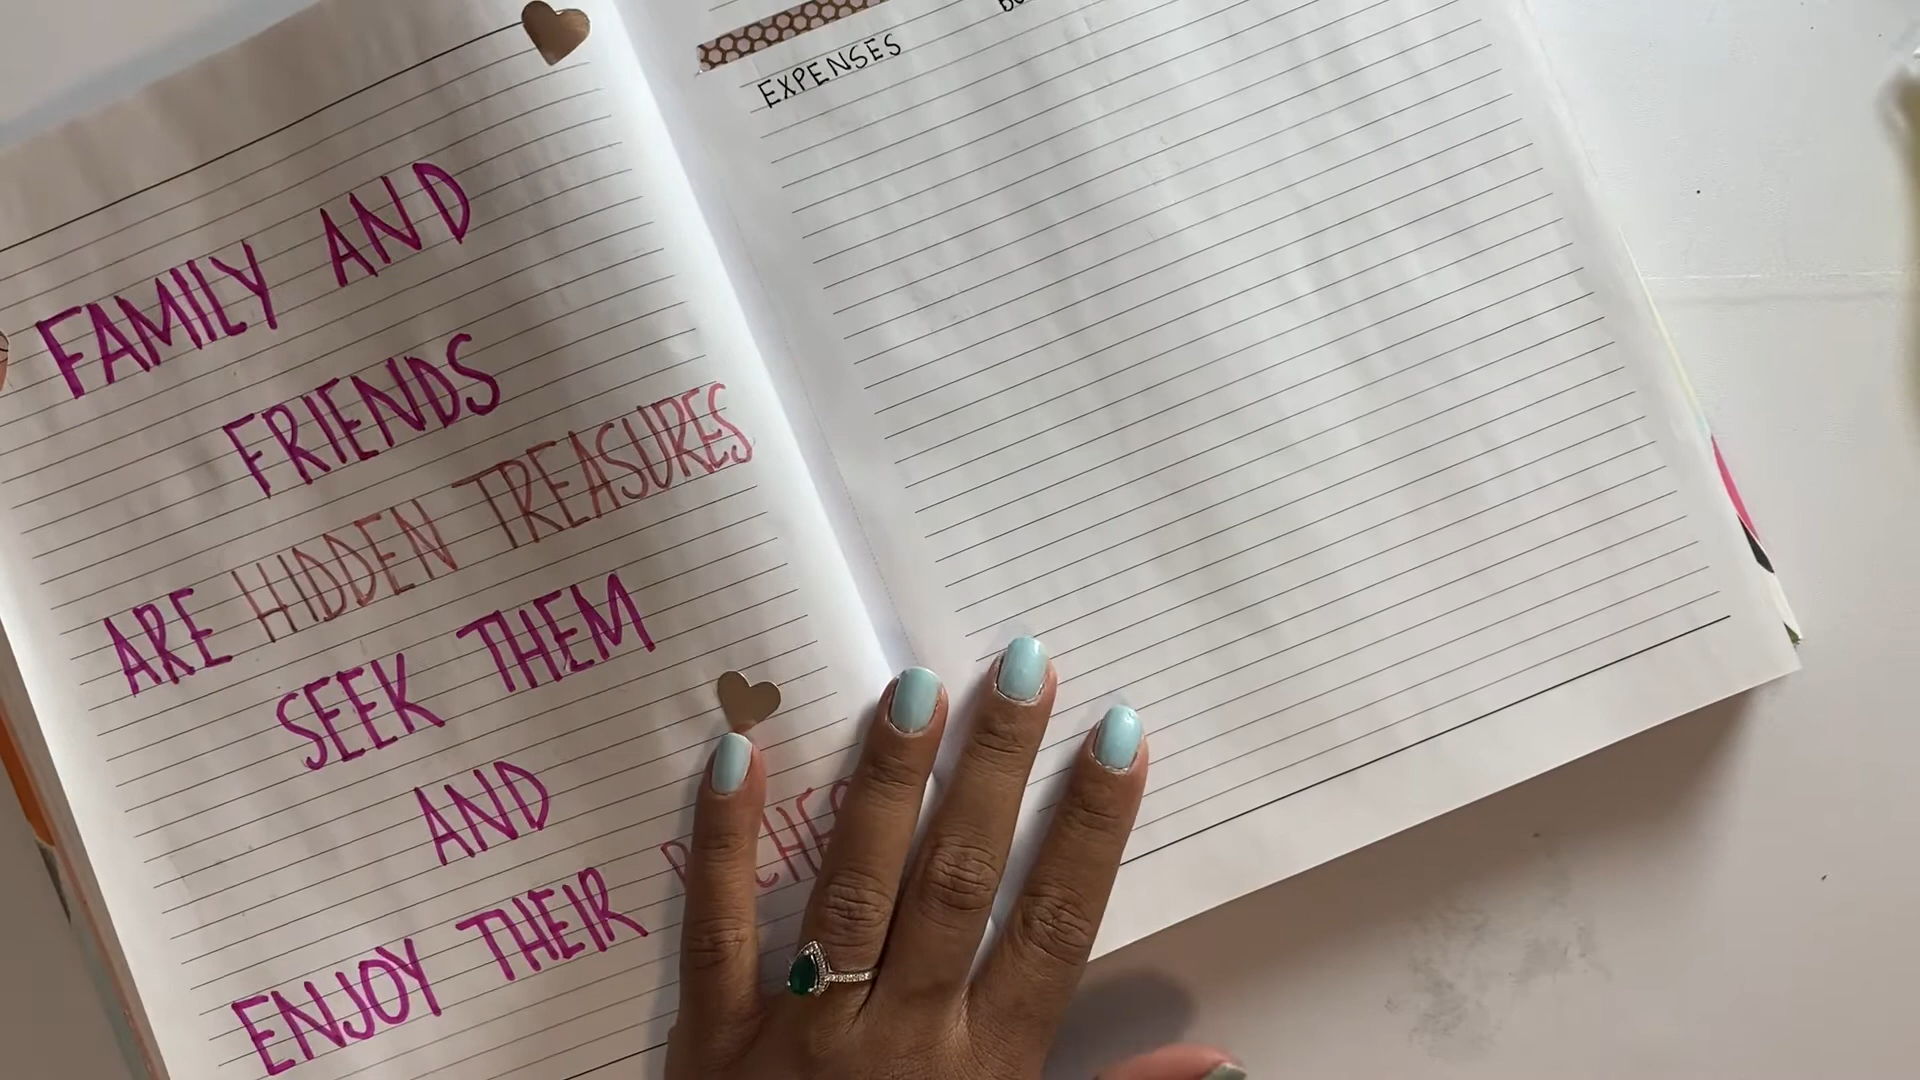 FAMILY AND
FRIENDS
ARE HIDDEN TREASURES
SEEK THEM
AND
ENJOY THEIR
EXPENSES